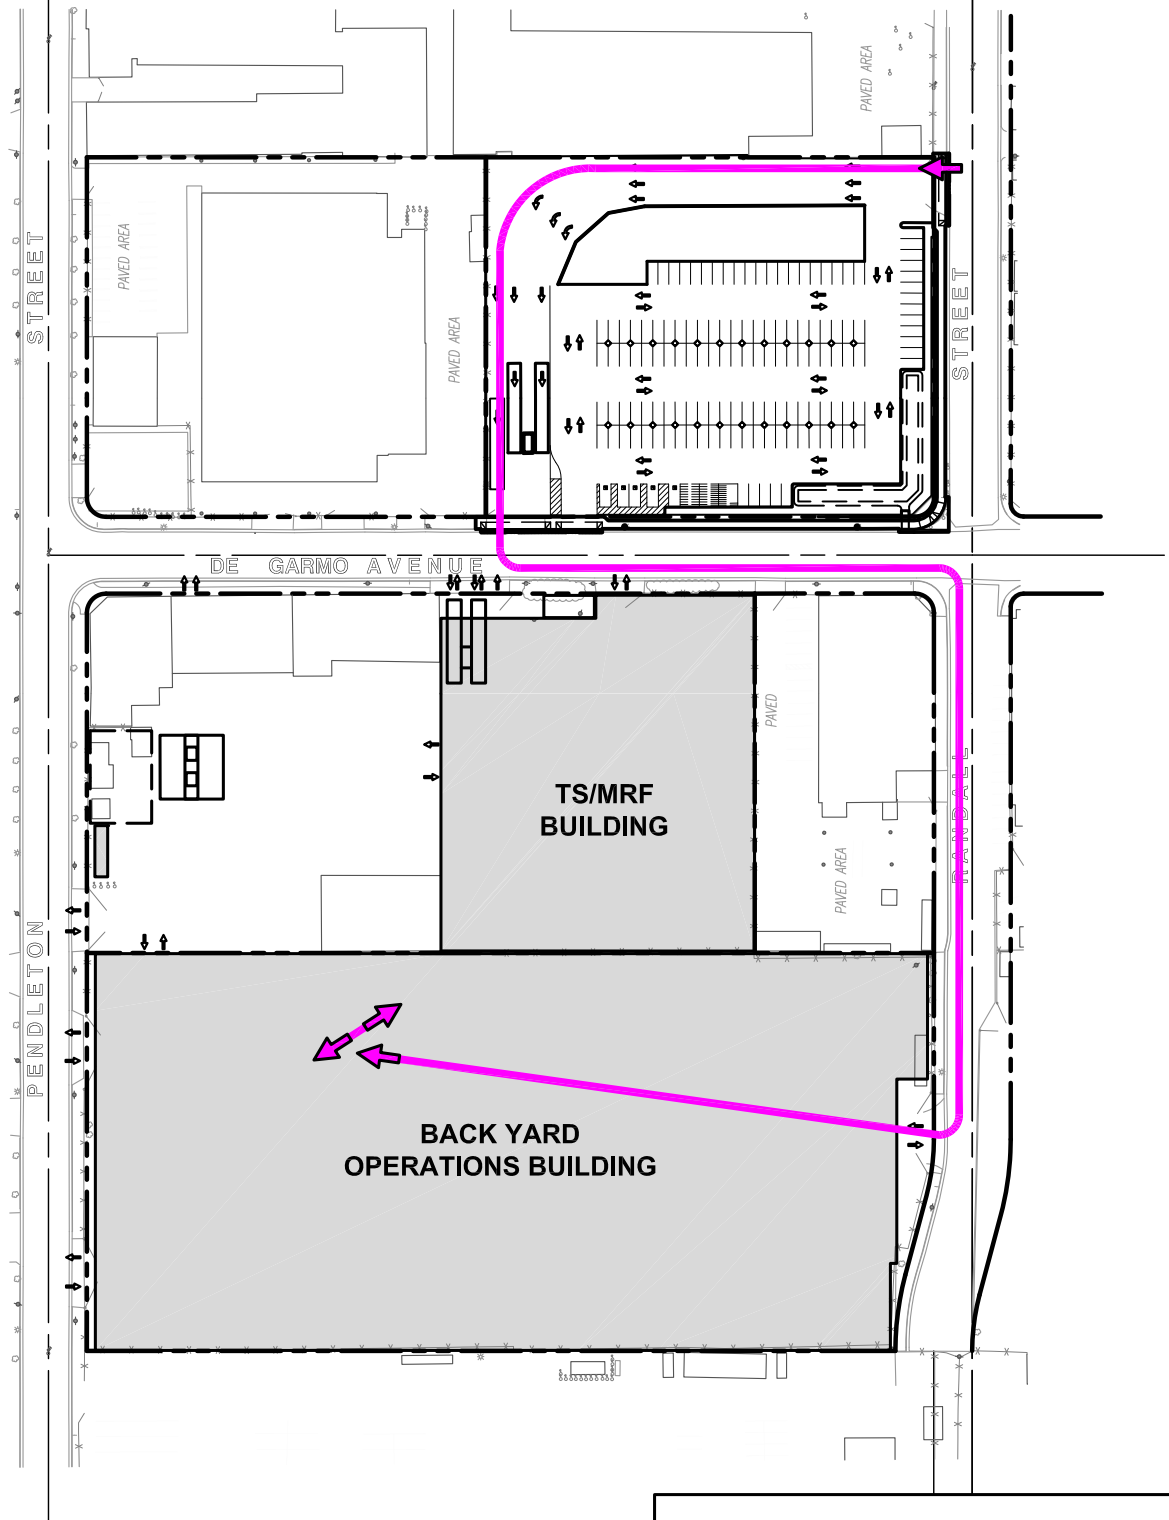 PAVED AREA
STREET
PAVED AREA
PAVED AREA
STREET
DE GARMO AVENUE
PAVED
TS/MRF
BUILDING
RANDALL
PAVED AREA
PENDLETON
BACK YARD
OPERATIONS BUILDING